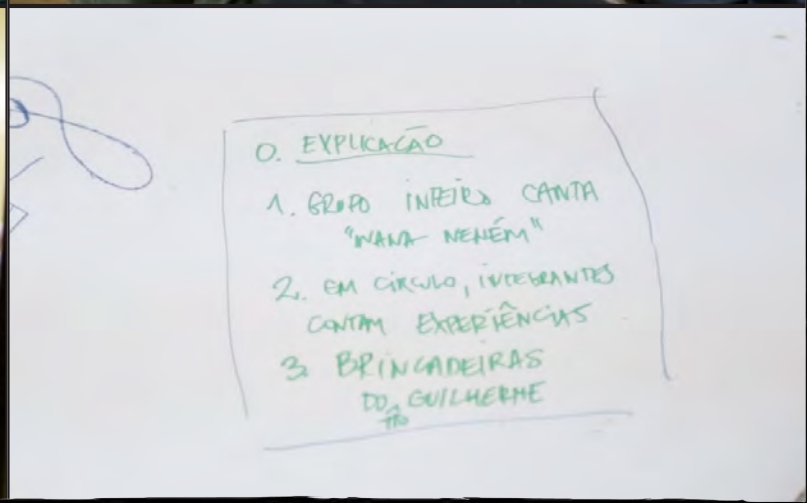 0. EXPLICAÇÃO
1. GRUPO INTEIRO CANTA
"NANA NENÉM"
2. EM CÍRCULO, INTEGRANTES
CONTAM EXPERIÊNCIAS
3. BRINCADEIRAS
DO GUILHERME
TIO